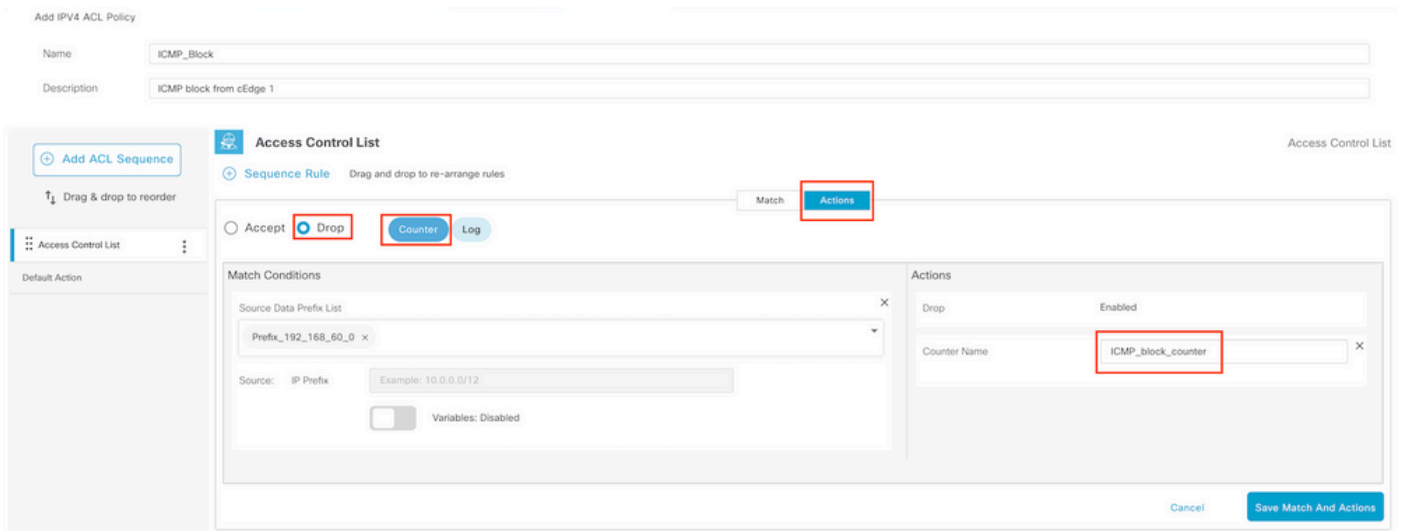 Add IPV4 ACL Policy
Name ICMP_Block
Description ICMP block from cEdge 1
Add ACL Sequence
Drag & drop to reorder
Access Control List
Default Action
Access Control List
Access Control List
Sequence Rule Drag and drop to re-arrange rules
Match Actions
Accept Drop Counter Log
Match Conditions
Source Data Prefix List
Prefix_192_168_60_0 ×
Source: IP Prefix Example: 10.0.0.0/12
Variables: Disabled
Actions
Drop Enabled
Counter Name ICMP_block_counter
Cancel Save Match And Actions